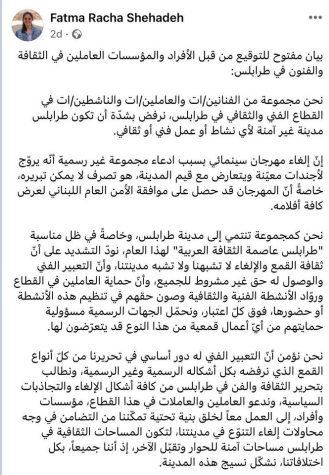 Fatma Racha Shehadeh
2d
بيان مفتوح للتوقيع من قبل الأفراد والمؤسسات العاملين في الثقافة
والفنون في طرابلس:
نحن مجموعة من الفنانين/ات والعاملين/ات والناشطين/ات في
القطاع الفني والثقافي في طرابلس، نرفض بشدّة أن تكون طرابلس
مدينة غير آمنة لأي نشاط أو عمل فني أو ثقافي.
إنّ إلغاء مهرجان سينمائي بسبب ادعاء مجموعة غير رسمية أنّه يروّج
لأجندات معيّنة ويتعارض مع قيم المدينة، هو تصرف لا يمكن تبريره،
خاصةً أنّ المهرجان قد حصل على موافقة الأمن العام اللبناني لعرض
كافة أفلامه.
نحن كمجموعة تنتمي إلى مدينة طرابلس، وخاصةً في ظل مناسبة
"طرابلس عاصمة الثقافة العربية" لهذا العام، نودّ التشديد على أنّ
ثقافة القمع والإلغاء لا تشبهنا ولا تشبه مدينتنا، وأنّ التعبير الفني
والوصول له حق غير مشروط للجميع، وأنّ حماية العاملين في القطاع
وروّاد الأنشطة الفنية والثقافية وصون حقهم في تنظيم هذه الأنشطة
أو حضورها، فوق كلّ اعتبار، ونحمّل الجهات الرسمية مسؤولية
حمايتهم من أيّ أعمال قمعية من هذا النوع قد يتعرّضون لها.
نحن نؤمن أنّ التعبير الفني له دور أساسي في تحريرنا من كلّ أنواع
القمع الذي نرفضه بكل أشكاله الرسمية وغير الرسمية، ونطالب
بتحرير الثقافة والفن في طرابلس من كافة أشكال الإلغاء والتجاذبات
السياسية، وندعو العاملين والعاملات في هذا القطاع، مؤسسات
وأفراد، إلى العمل معاً لخلق بنية تحتية تمكّننا من التضامن في وجه
محاولات إلغاء التنوّع في مدينتنا، لتكون المساحات الثقافية في
طرابلس مساحات آمنة للحوار وتقبّل الآخر، إذ أننا جميعاً، بكل
اختلافاتنا، نشكّل نسيج هذه المدينة.